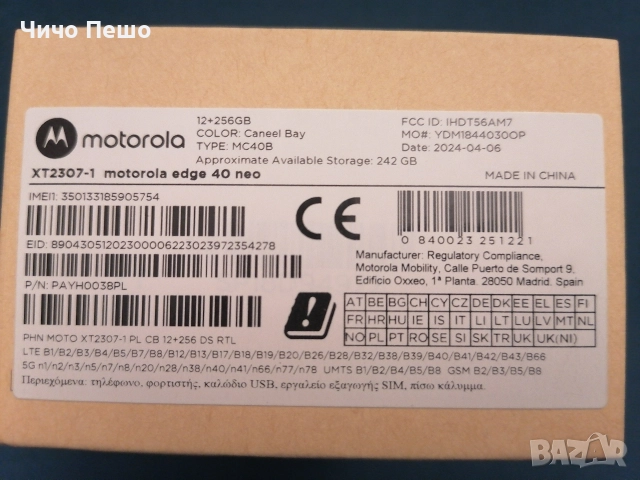 Чичо Пешо
12+256GB
COLOR: Caneel Bay
TYPE: MC40B
Approximate Available Storage: 242 GB
FCC ID: IHDT56AM7
MO#: YDM18440300P
Date: 2024-04-06
motorola
XT2307-1 motorola edge 40 neo
MADE IN CHINA
IMEI1: 350133185905754
0 840023 251221
EID: 89043051202300006223023972354278
Manufacturer: Regulatory Compliance,
Motorola Mobility, Calle Puerto de Somport 9,
Edificio Oxxeo, 1ª Planta. 28050 Madrid. Spain
P/N: PAYH0038PL
AT BE BG CH CY CZ DE DK EE EL ES FI
FR HR HU IE IS IT LI LT LU LV MT NL
NO PL PT RO SE SI SK TR UK UK(NI)
PHN MOTO XT2307-1 PL CB 12+256 DS RTL
LTE B1/B2/B3/B4/B5/B7/B8/B12/B13/B17/B18/B19/B20/B26/B28/B32/B38/B39/B40/B41/B42/B43/B66
5G n1/n2/n3/n5/n7/n8/n20/n28/n38/n40/n41/n66/n77/n78 UMTS B1/B2/B4/B5/B8 GSM B2/B3/B5/B8
Περιεχόμενα: τηλέφωνο, φορτιστής, καλώδιο USB, εργαλείο εξαγωγής SIM, πίσω κάλυμμα.
BAZAR